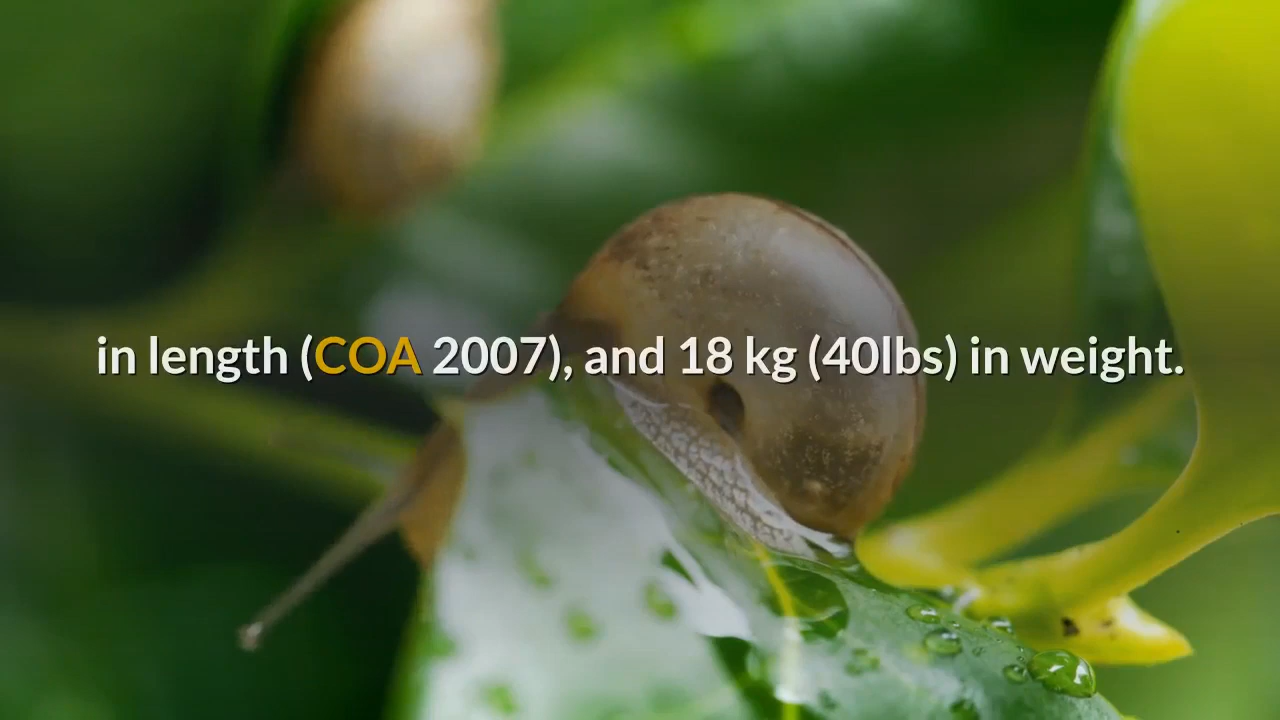 in length (COA 2007), and 18 kg (40lbs) in weight.